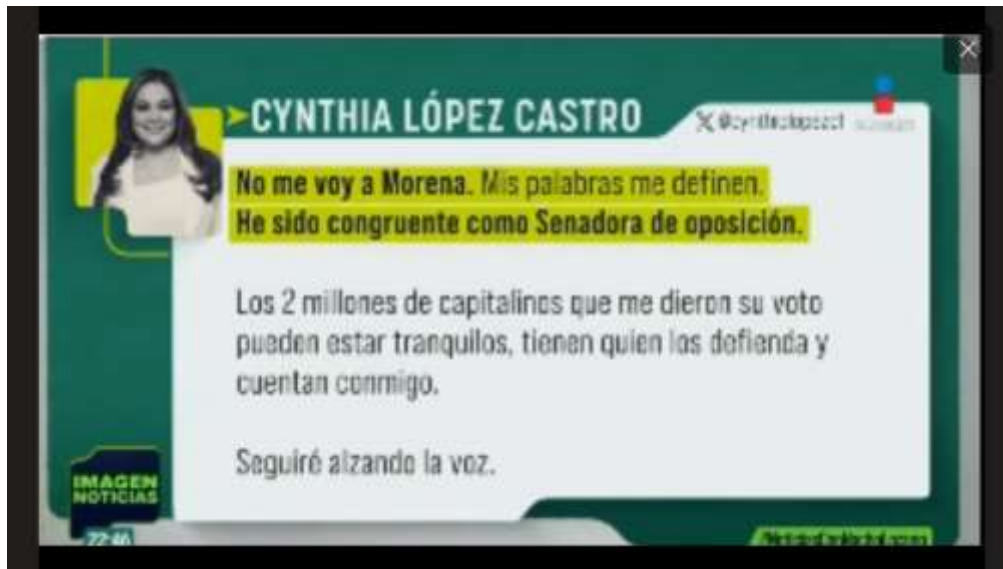 CYNTHIA LÓPEZ CASTRO
No me voy a Morena. Mis palabras me definen.
He sido congruente como Senadora de oposición.
Los 2 millones de capitalinos que me dieron su voto
pueden estar tranquilos, tienen quien los defienda y
cuentan conmigo.
Seguiré alzando la voz.
IMAGEN
NOTICIAS
22:46